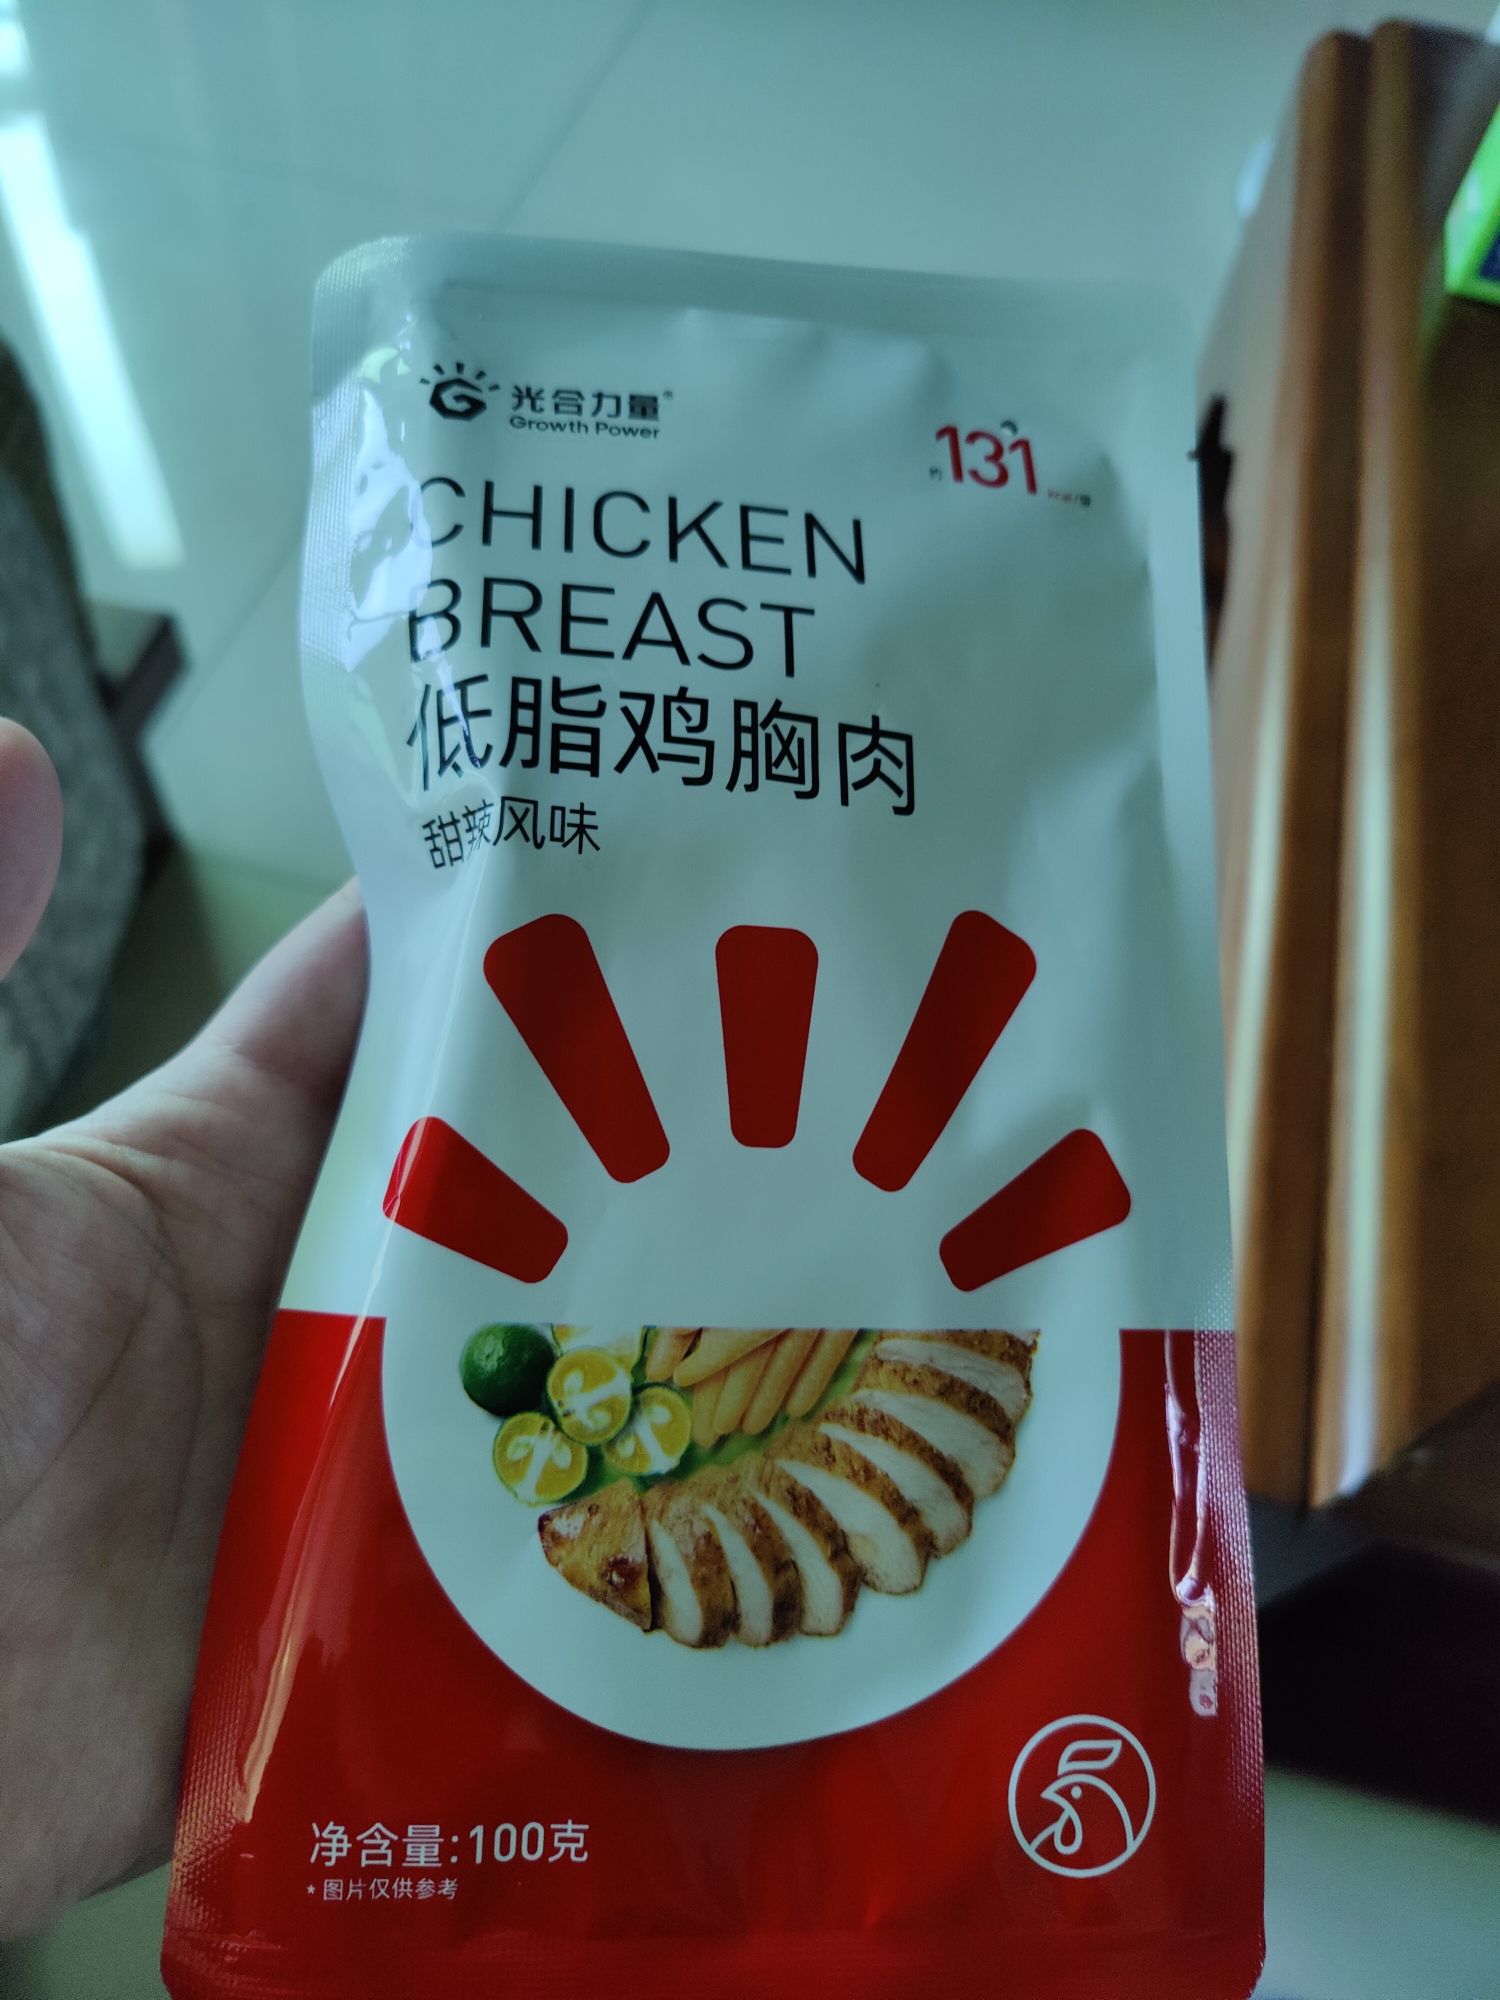 光合力量®
Growth Power
约131kcal/袋
CHICKEN
BREAST
低脂鸡胸肉
甜辣风味
净含量:100克
*图片仅供参考